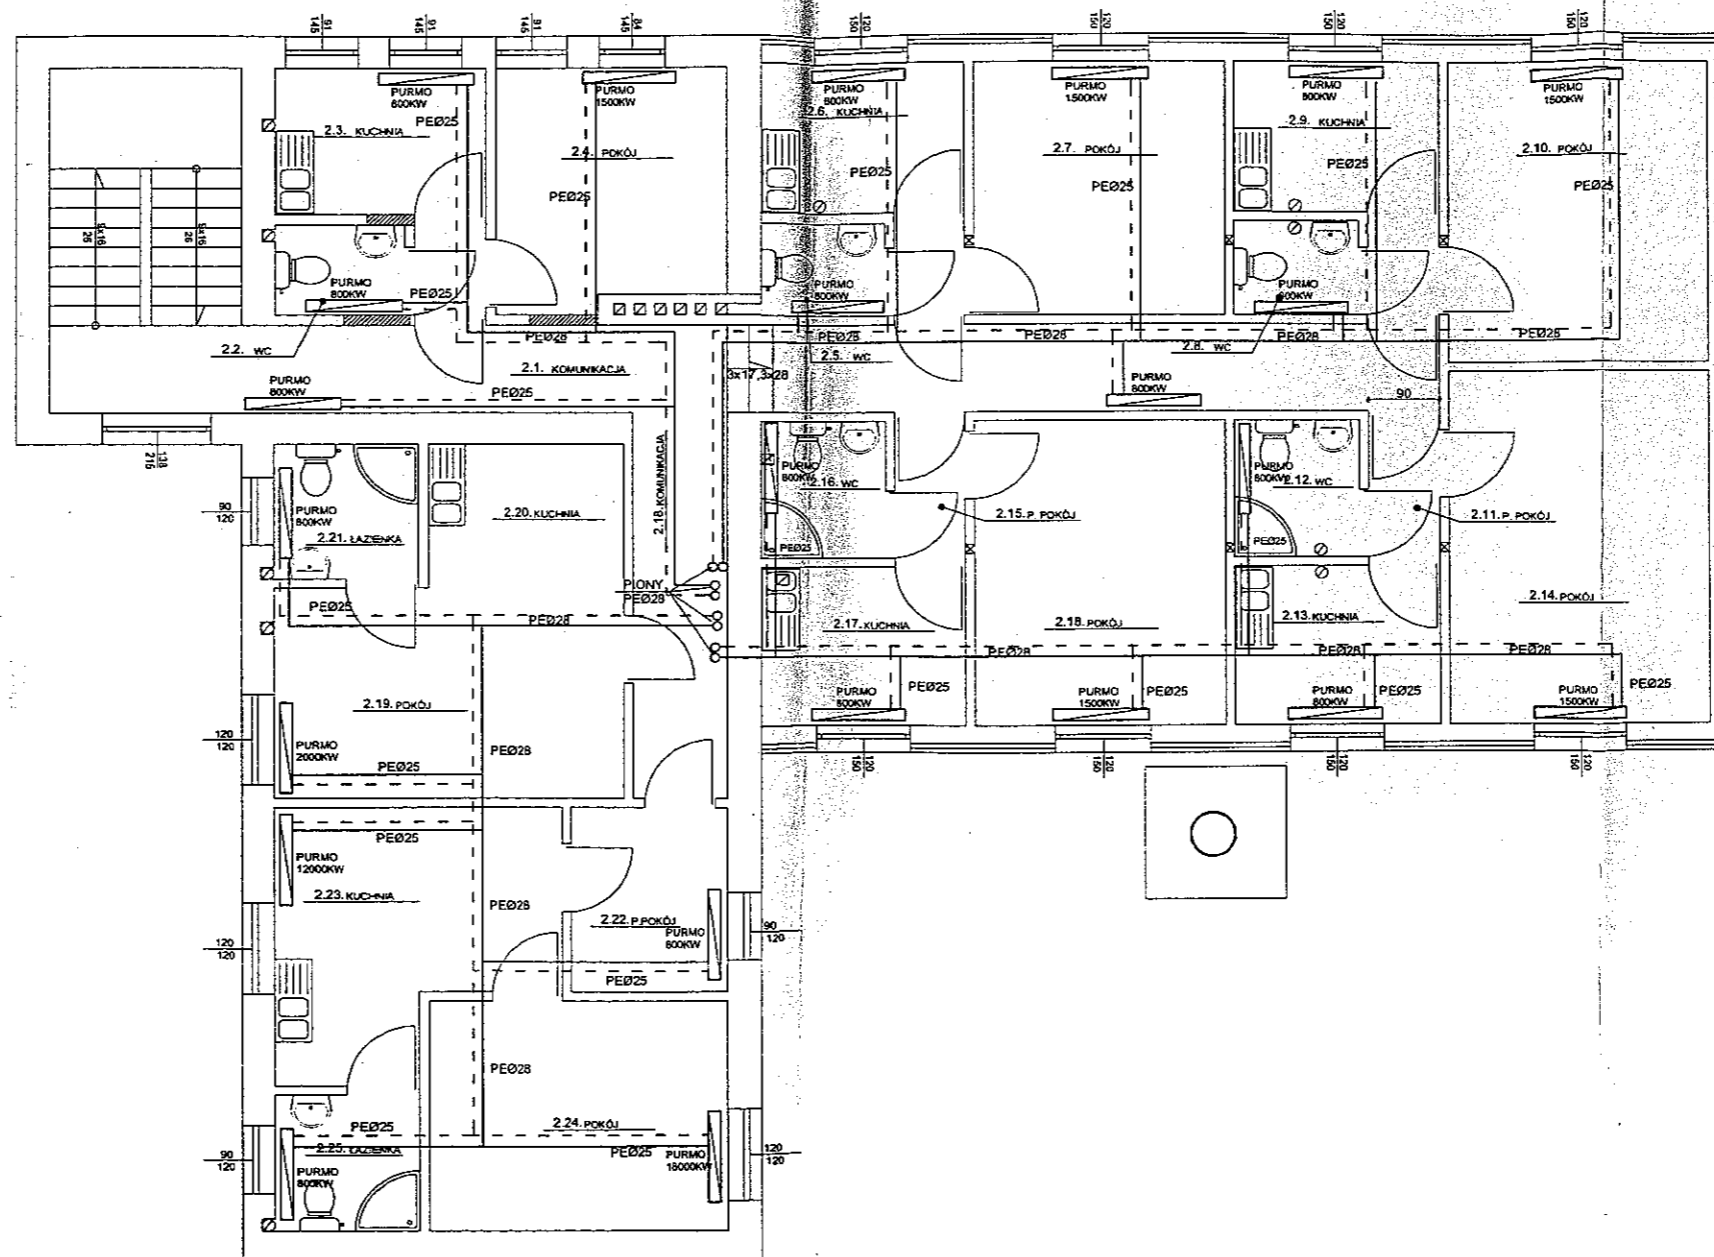 91
145
91
145
91
145
84
145
120
150
120
150
120
150
120
150
PURMO
800KW
PEØ25
2.3. KUCHNIA
PURMO
1500KW
2.4. POKÓJ
PEØ25
PURMO
800KW
2.6. KUCHNIA
PEØ25
PURMO
1500KW
2.7. POKÓJ
PEØ25
PURMO
800KW
2.9. KUCHNIA
PEØ25
PURMO
1500KW
2.10. POKÓJ
PEØ25
9x16
26
9x16
26
PURMO
800KW
PEØ25
2.2. WC
PURMO
800KW
PURMO
800KW
PEØ28
PEØ28
PEØ28
PEØ28
PEØ25
2.1. KOMUNIKACJA
2.5. WC
2.8. WC
3x17,3x28
PURMO
800KW
PEØ25
PURMO
800KW
90
138
215
2.18. KOMUNIKACJA
90
120
PURMO
800KW
2.21. ŁAZIENKA
2.20. KUCHNIA
PURMO
800KW
2.16. WC
2.15. P. POKÓJ
PEØ25
PURMO
800KW
2.12. WC
2.11. P. POKÓJ
PEØ25
PIONY
PEØ28
PEØ25
PEØ28
2.17. KUCHNIA
2.18. POKÓJ
2.13. KUCHNIA
2.14. POKÓJ
PEØ28
PEØ28
PEØ28
2.19. POKÓJ
PURMO
800KW
PEØ25
PURMO
1500KW
PEØ25
PURMO
800KW
PEØ25
PURMO
1500KW
PEØ25
120
120
PURMO
2000KW
PEØ25
PEØ28
120
150
120
150
120
150
120
150
PEØ25
PURMO
12000KW
2.23. KUCHNIA
PEØ28
2.22. P.POKÓJ
PURMO
800KW
PEØ25
90
120
120
120
PEØ28
PEØ25
2.24. POKÓJ
2.25. ŁAZIENKA
PEØ25
PURMO
18000KW
120
120
90
120
PURMO
800KW